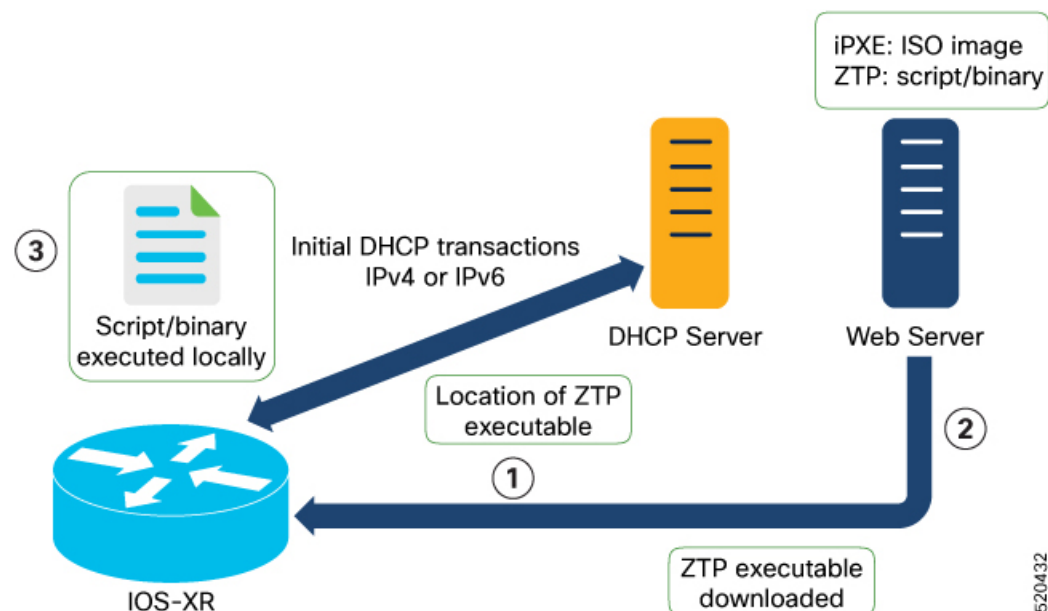 iPXE: ISO image
ZTP: script/binary
3
Script/binary
executed locally
Initial DHCP transactions
IPv4 or IPv6
DHCP Server
Web Server
Location of ZTP
executable
1
2
ZTP executable
downloaded
IOS-XR
520432